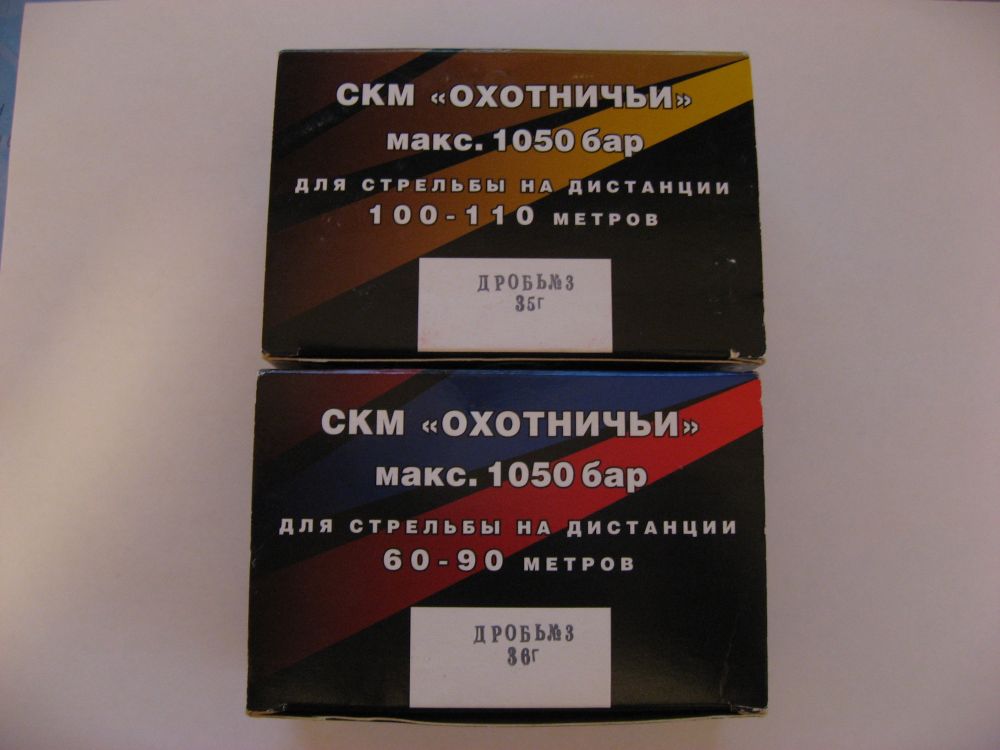 СКМ «ОХОТНИЧЬИ»
макс. 1050 бар
ДЛЯ СТРЕЛЬБЫ НА ДИСТАНЦИИ
100-110 МЕТРОВ
ДРОБЬ№3
35Г
СКМ «ОХОТНИЧЬИ»
макс. 1050 бар
ДЛЯ СТРЕЛЬБЫ НА ДИСТАНЦИИ
60-90 МЕТРОВ
ДРОБЬ№3
36Г